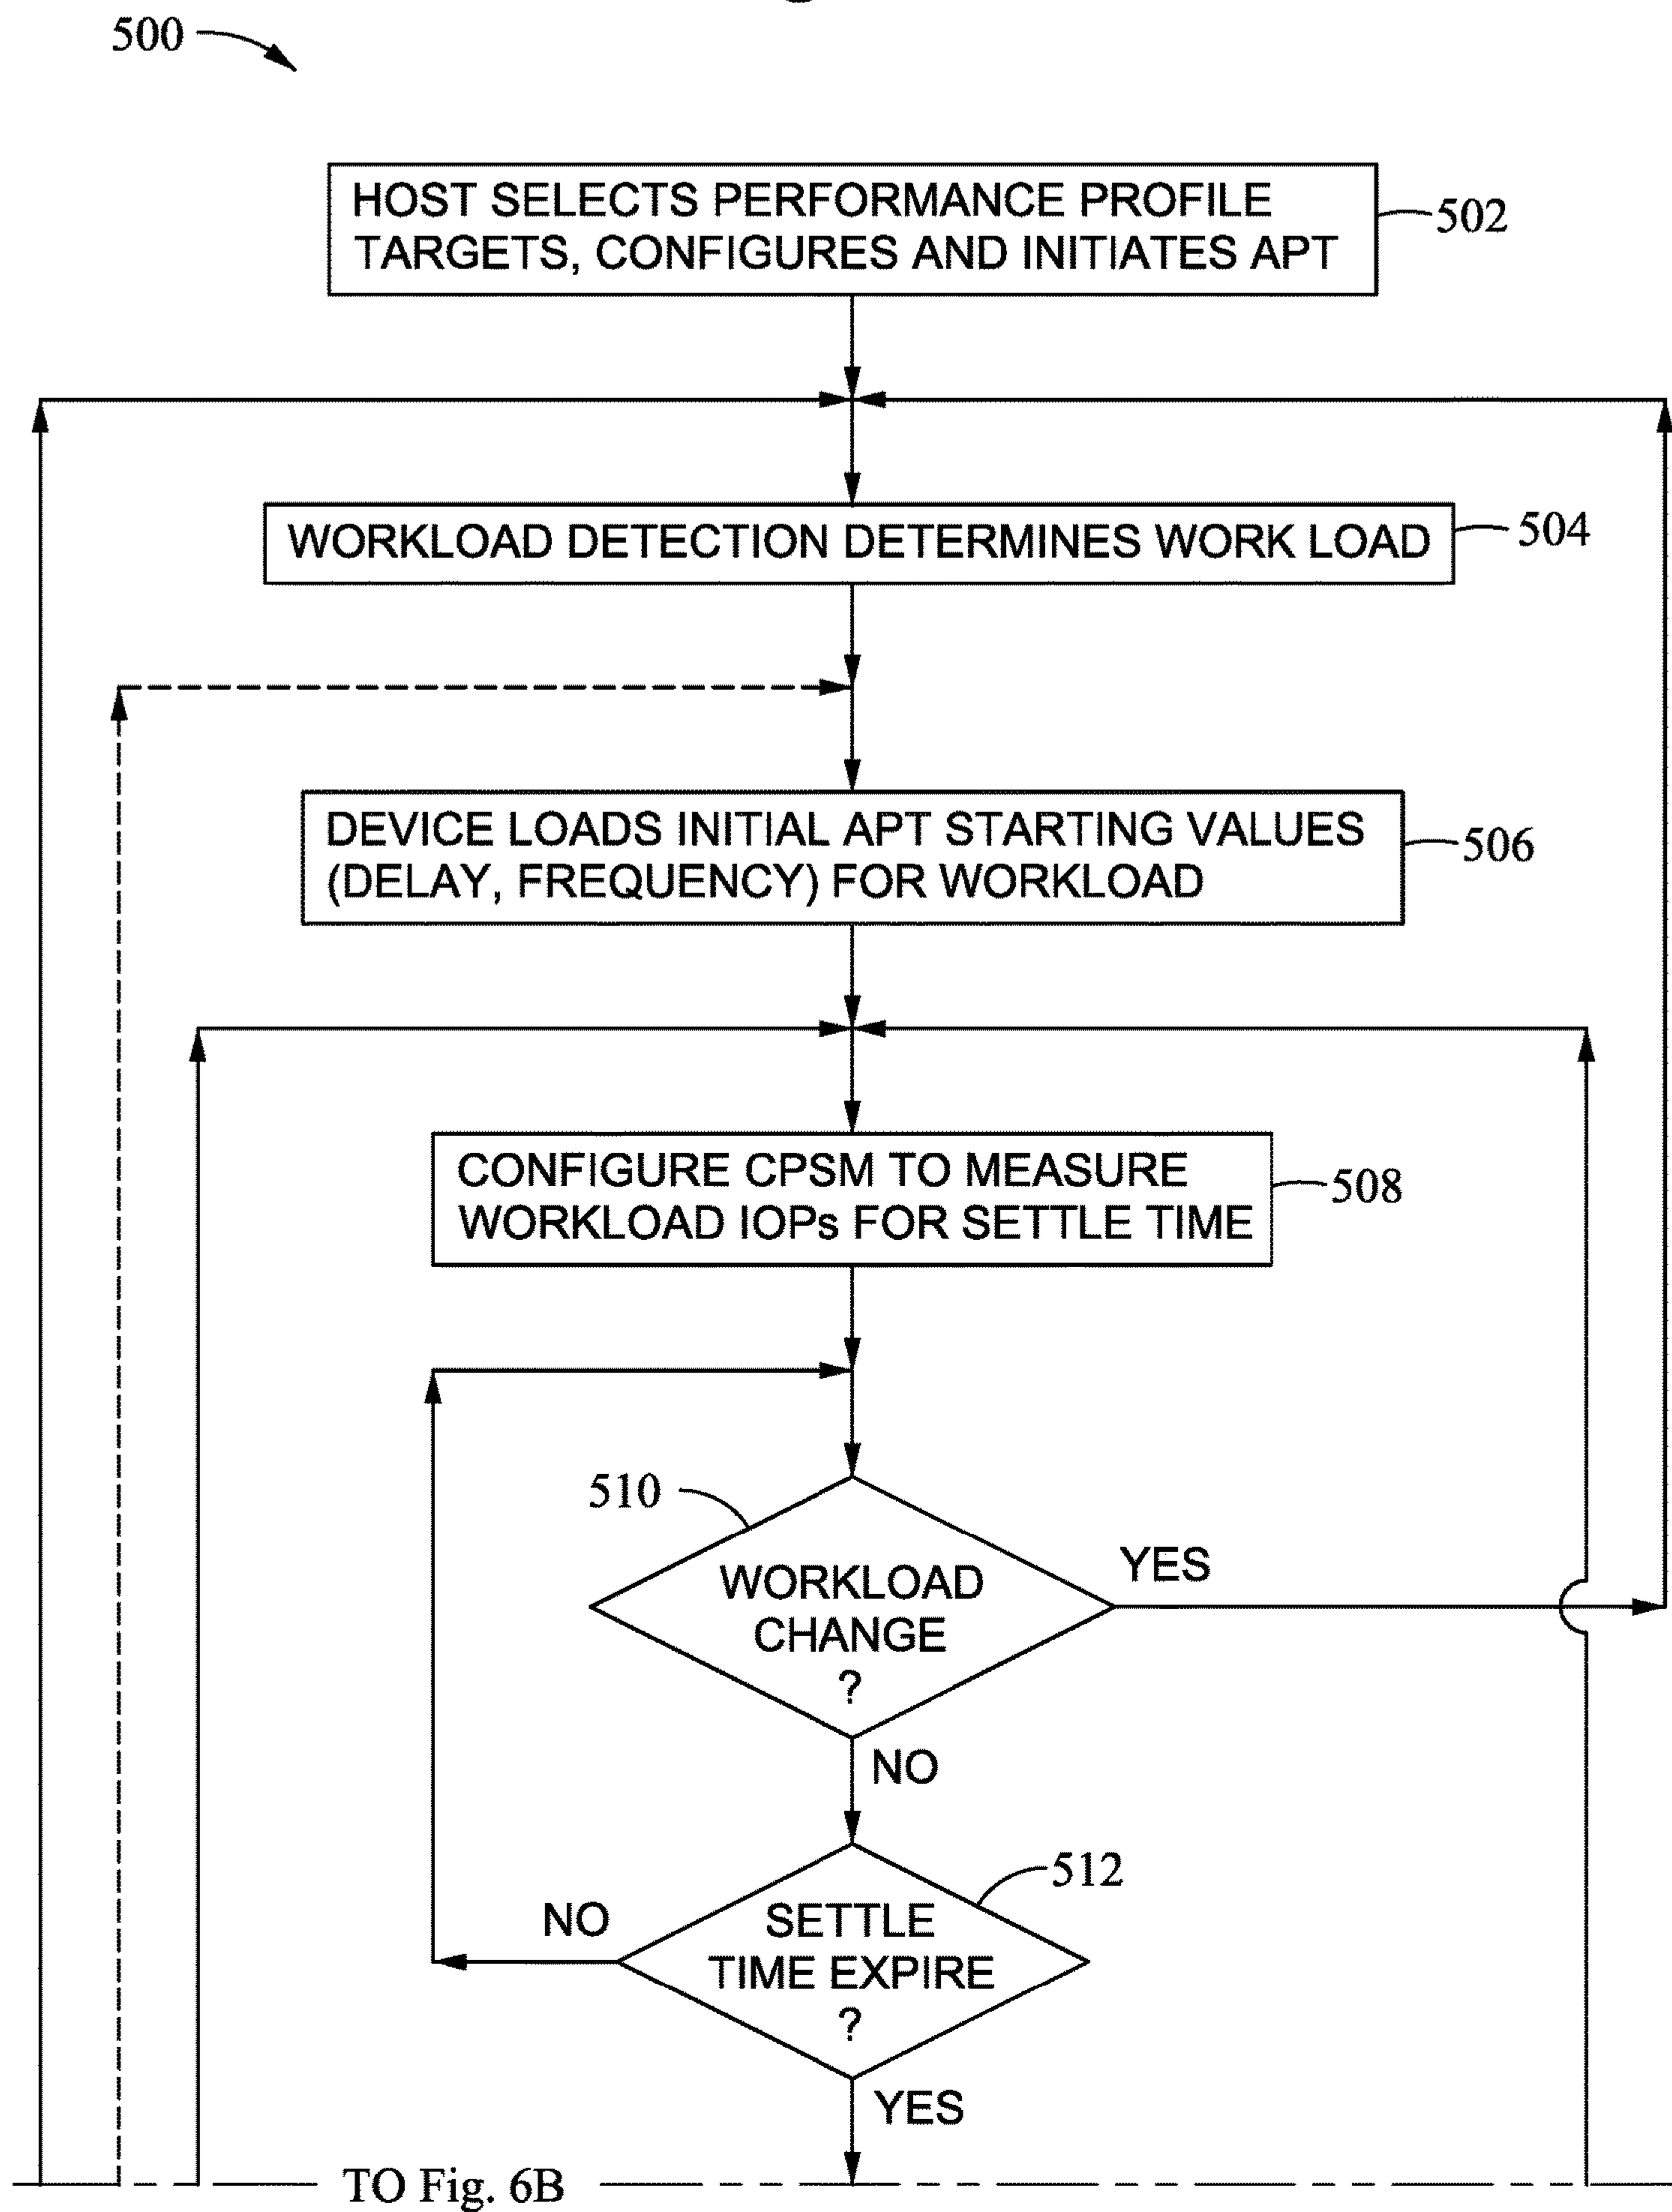 500
HOST SELECTS PERFORMANCE PROFILE
TARGETS, CONFIGURES AND INITIATES APT
502
WORKLOAD DETECTION DETERMINES WORK LOAD
504
DEVICE LOADS INITIAL APT STARTING VALUES
(DELAY, FREQUENCY) FOR WORKLOAD
506
CONFIGURE CPSM TO MEASURE
WORKLOAD IOPs FOR SETTLE TIME
508
510
WORKLOAD
CHANGE
?
YES
NO
512
SETTLE
TIME EXPIRE
?
NO
YES
TO Fig. 6B